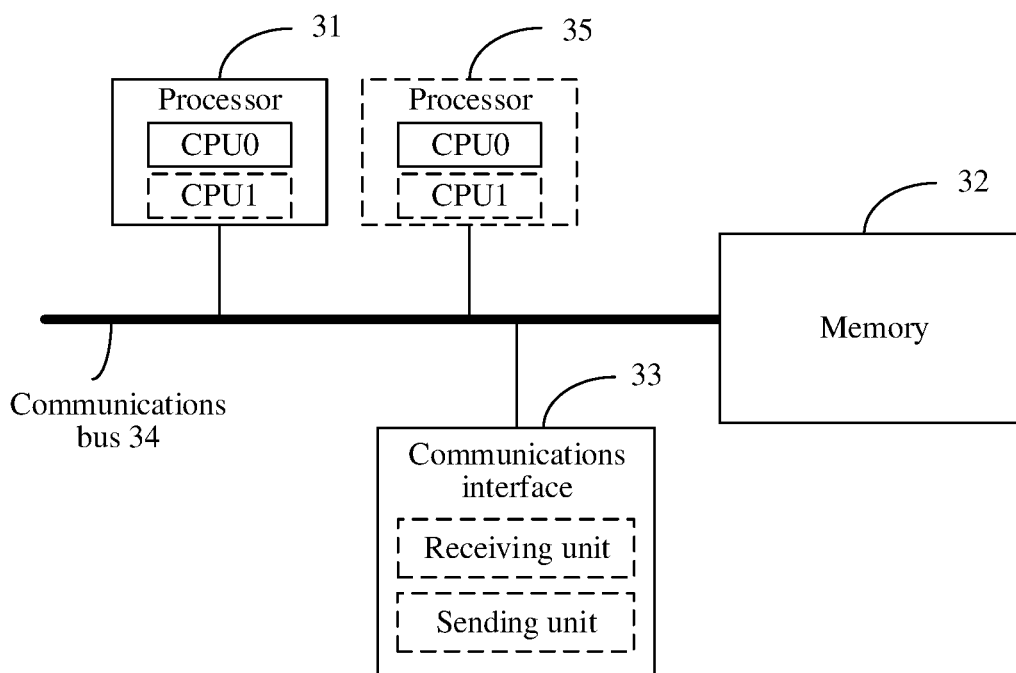 31
35
Processor
CPU0
CPU1
Processor
CPU0
CPU1
32
Memory
Communications
bus 34
33
Communications
interface
Receiving unit
Sending unit